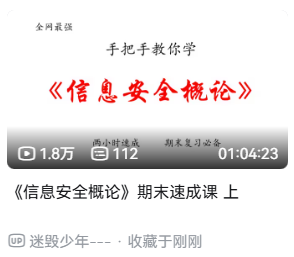 全网最强
手把手教你学
《信息安全概论》
两小时速成 期末复习必备
1.8万 112 01:04:23
《信息安全概论》期末速成课 上
UP 迷毁少年--- · 收藏于刚刚